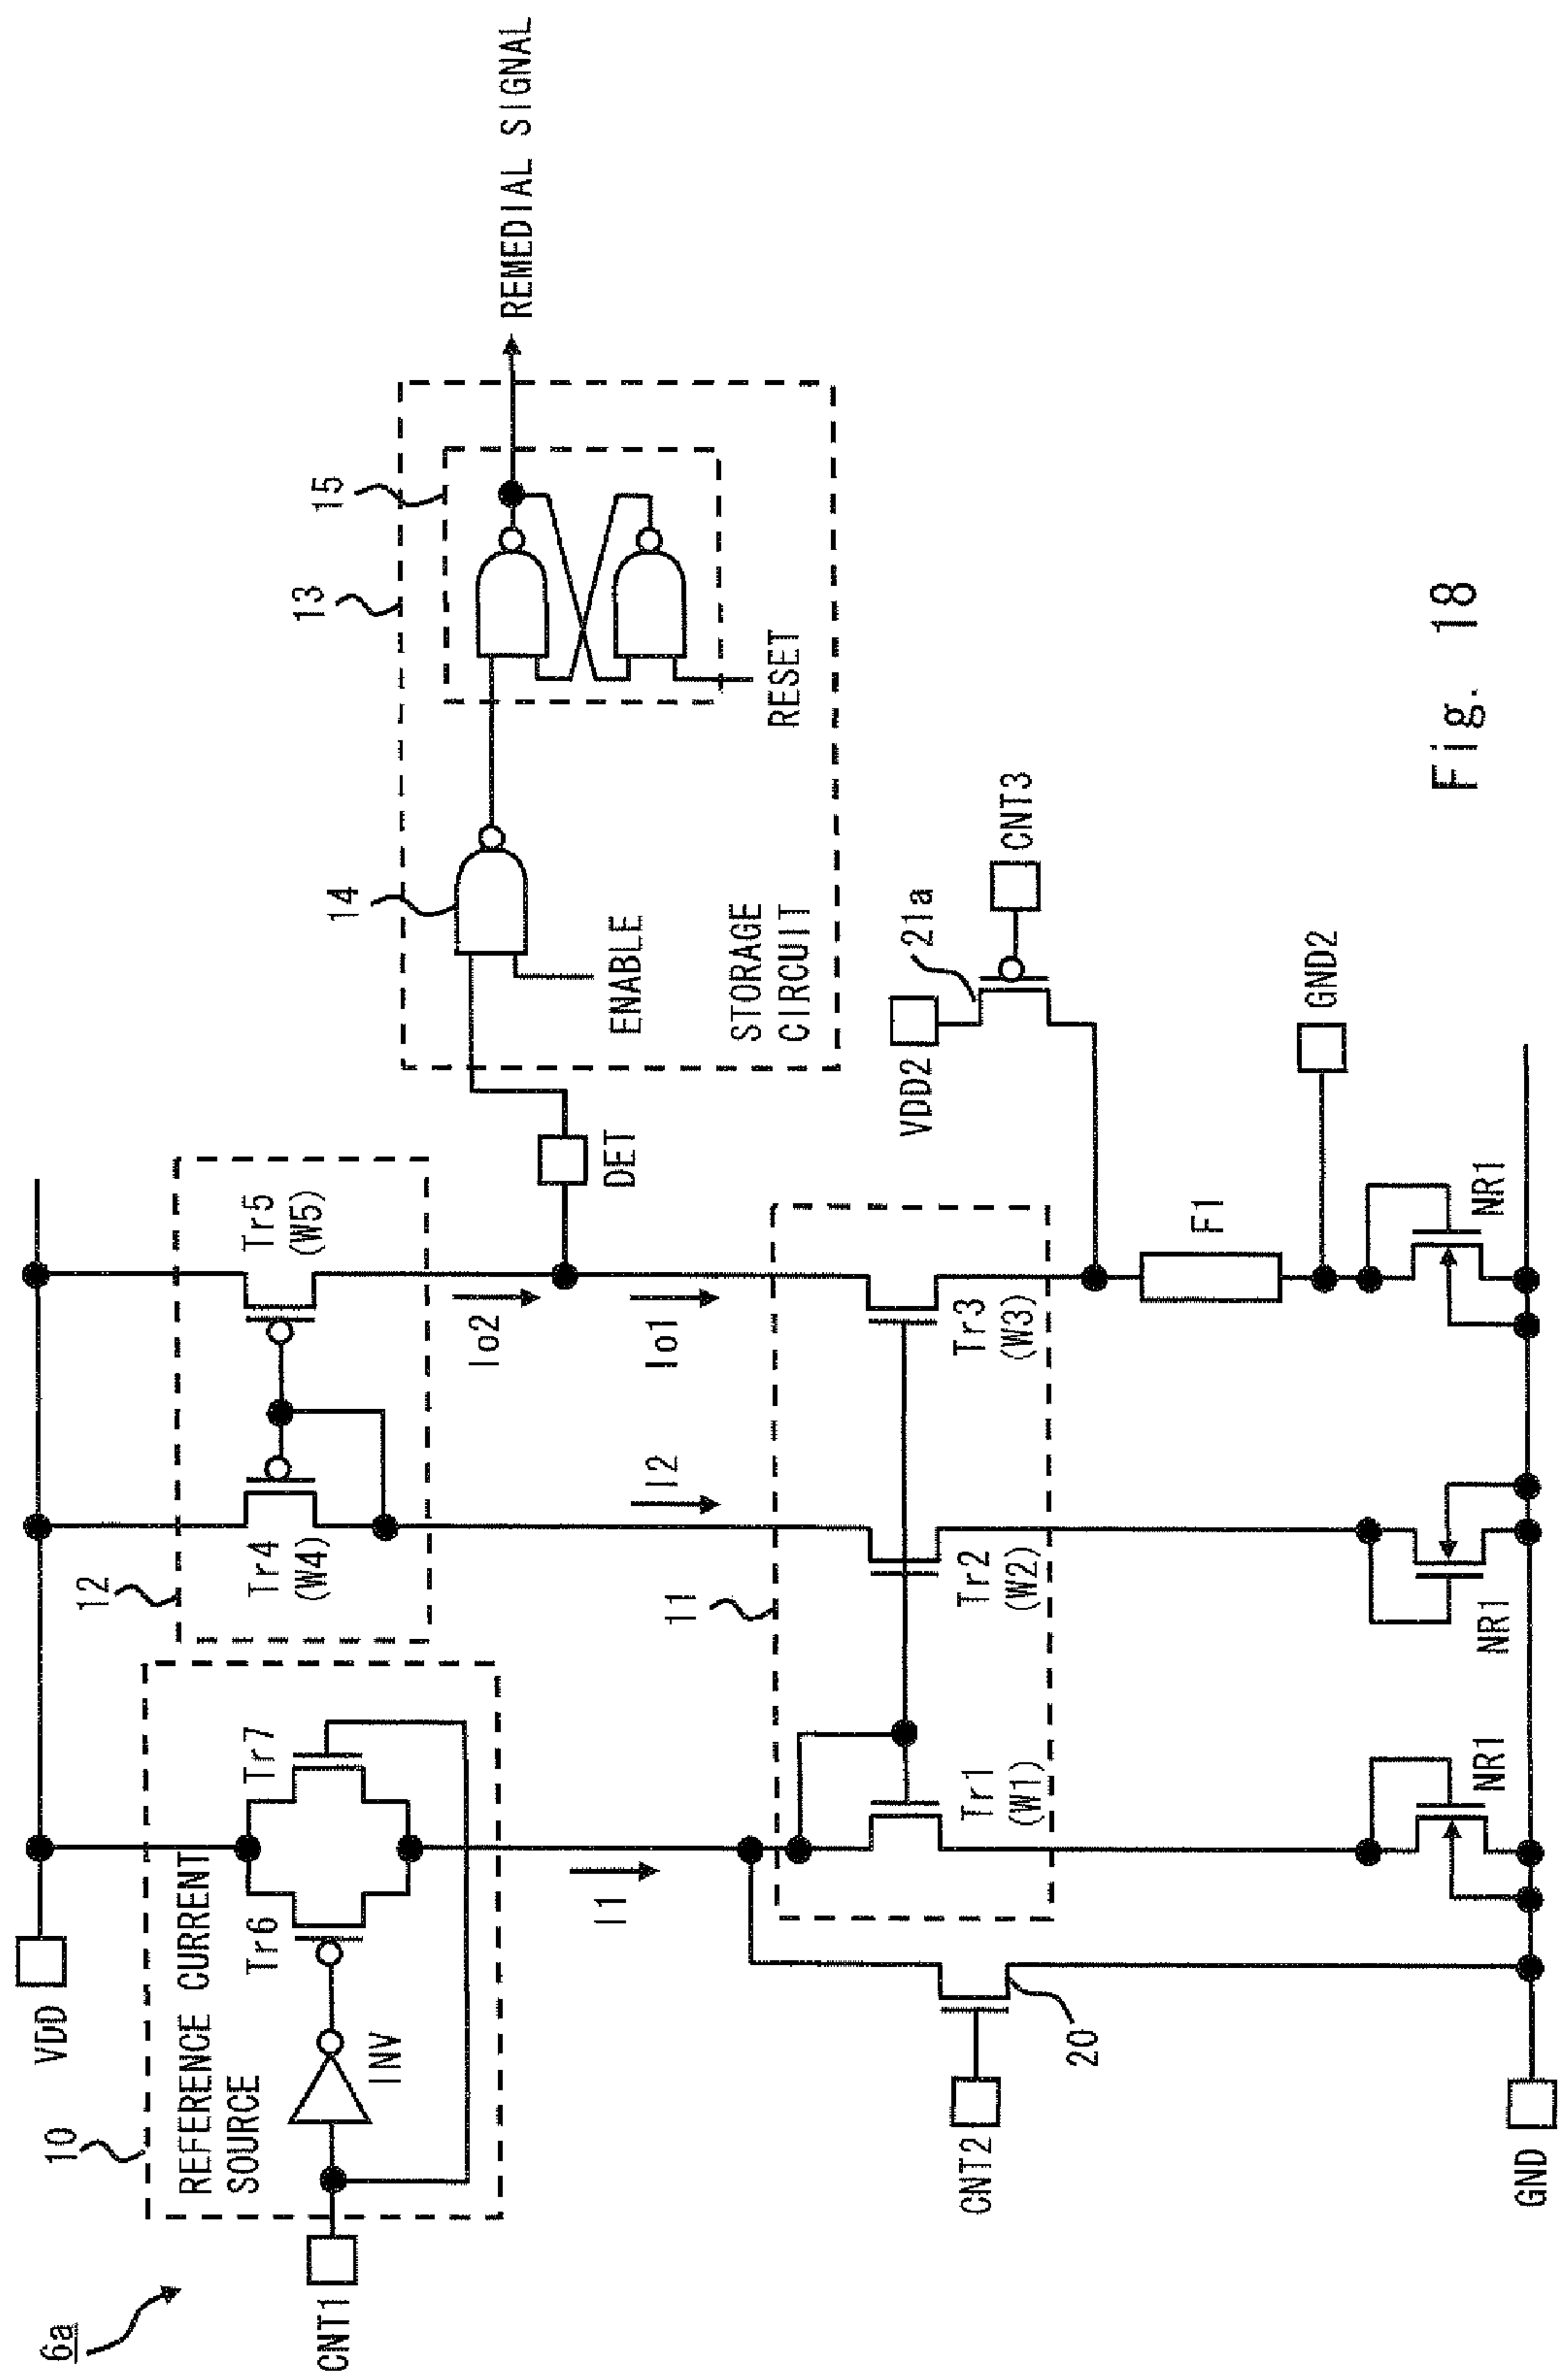 6a
VDD
10
REFERENCE CURRENT
SOURCE
CNT1
INV
Tr6
Tr7
12
Tr4
(W4)
Tr5
(W5)
I1
I2
Io2
Io1
DET
13
14
15
ENABLE
STORAGE
CIRCUIT
RESET
REMEDIAL SIGNAL
11
Tr1
(W1)
Tr2
(W2)
Tr3
(W3)
CNT2
20
VDD2
21a
CNT3
F1
GND2
NR1
NR1
NR1
GND
Fig. 18